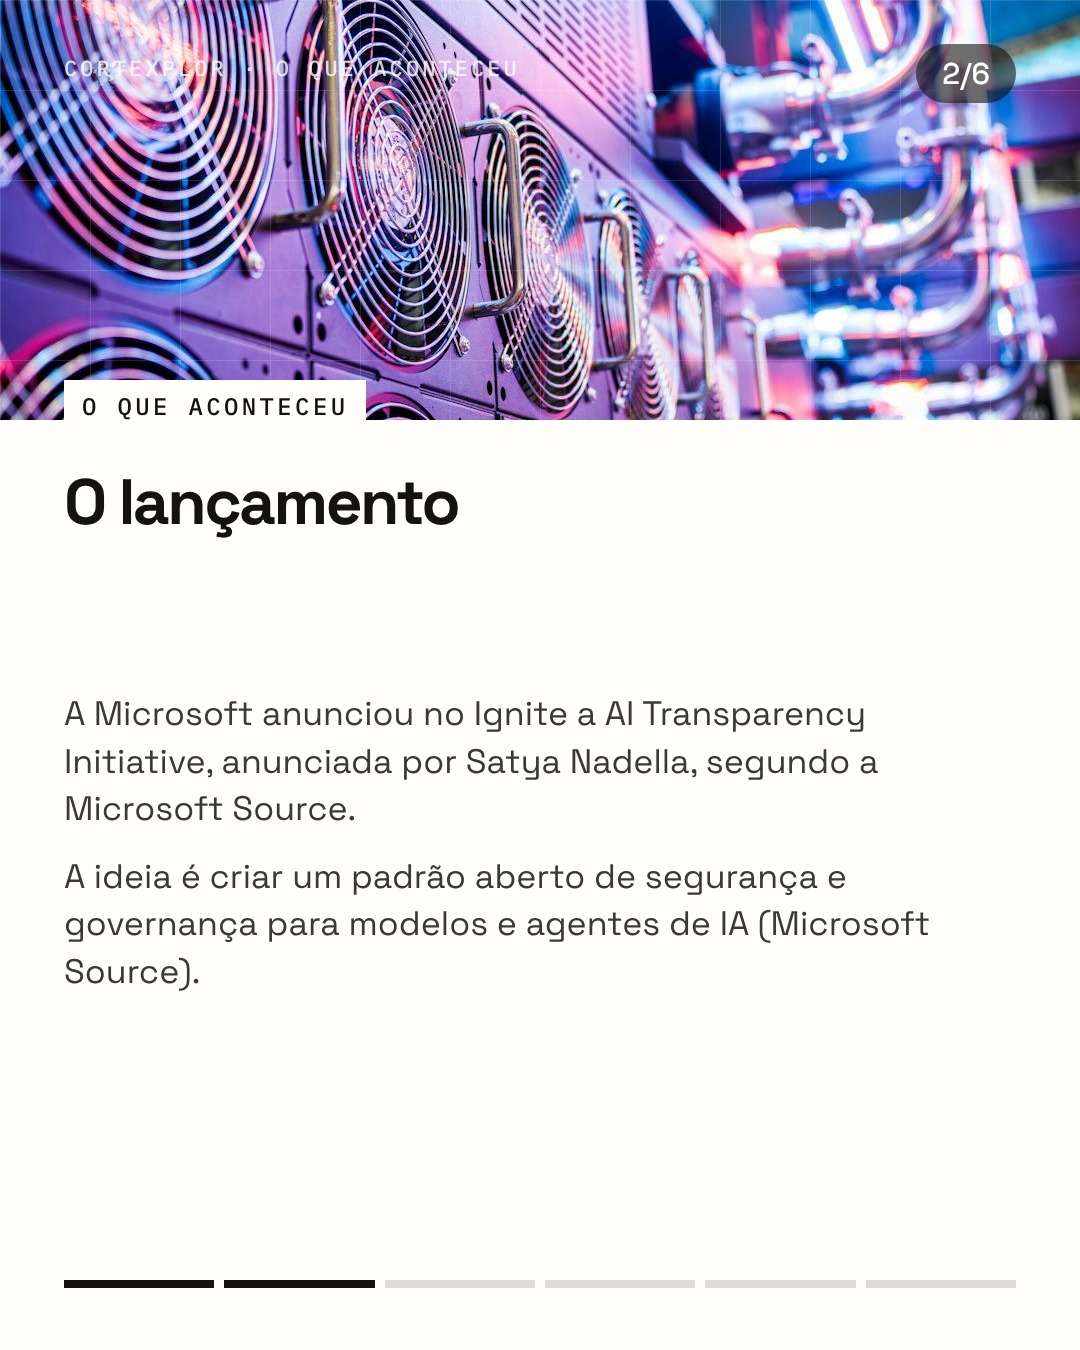 CORTEXPLOR · O QUE ACONTECEU
2/6
O QUE ACONTECEU
O lançamento
A Microsoft anunciou no Ignite a AI Transparency
Initiative, anunciada por Satya Nadella, segundo a
Microsoft Source.
A ideia é criar um padrão aberto de segurança e
governança para modelos e agentes de IA (Microsoft
Source).